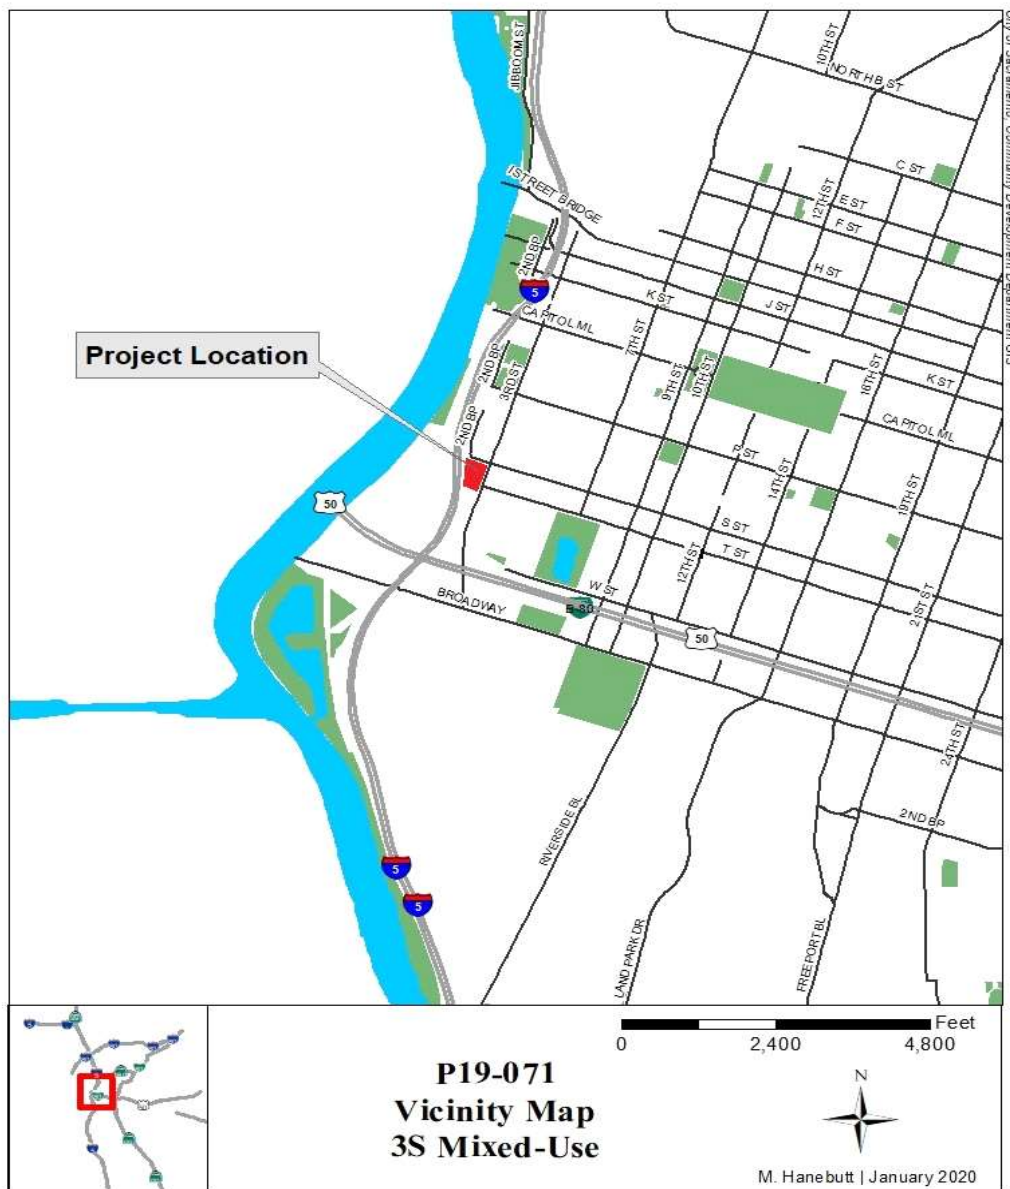 10TH ST
JIBBOOM ST
NORTH B ST
C ST
I STREET BRIDGE
12TH ST
E ST
F ST
2ND BP
H ST
5
K ST
J ST
CAPITOL ML
7TH ST
Project Location
2ND BP
3RD ST
9TH ST
10TH ST
16TH ST
K ST
CAPITOL ML
2ND BP
P ST
14TH ST
19TH ST
50
S ST
T ST
12TH ST
W ST
BROADWAY
B 80
21ST ST
50
24TH ST
2ND BP
RIVERSIDE BL
5
5
LAND PARK DR
FREEPORT BL
Feet
0 2,400 4,800
P19-071
Vicinity Map
3S Mixed-Use
N
M. Hanebutt | January 2020